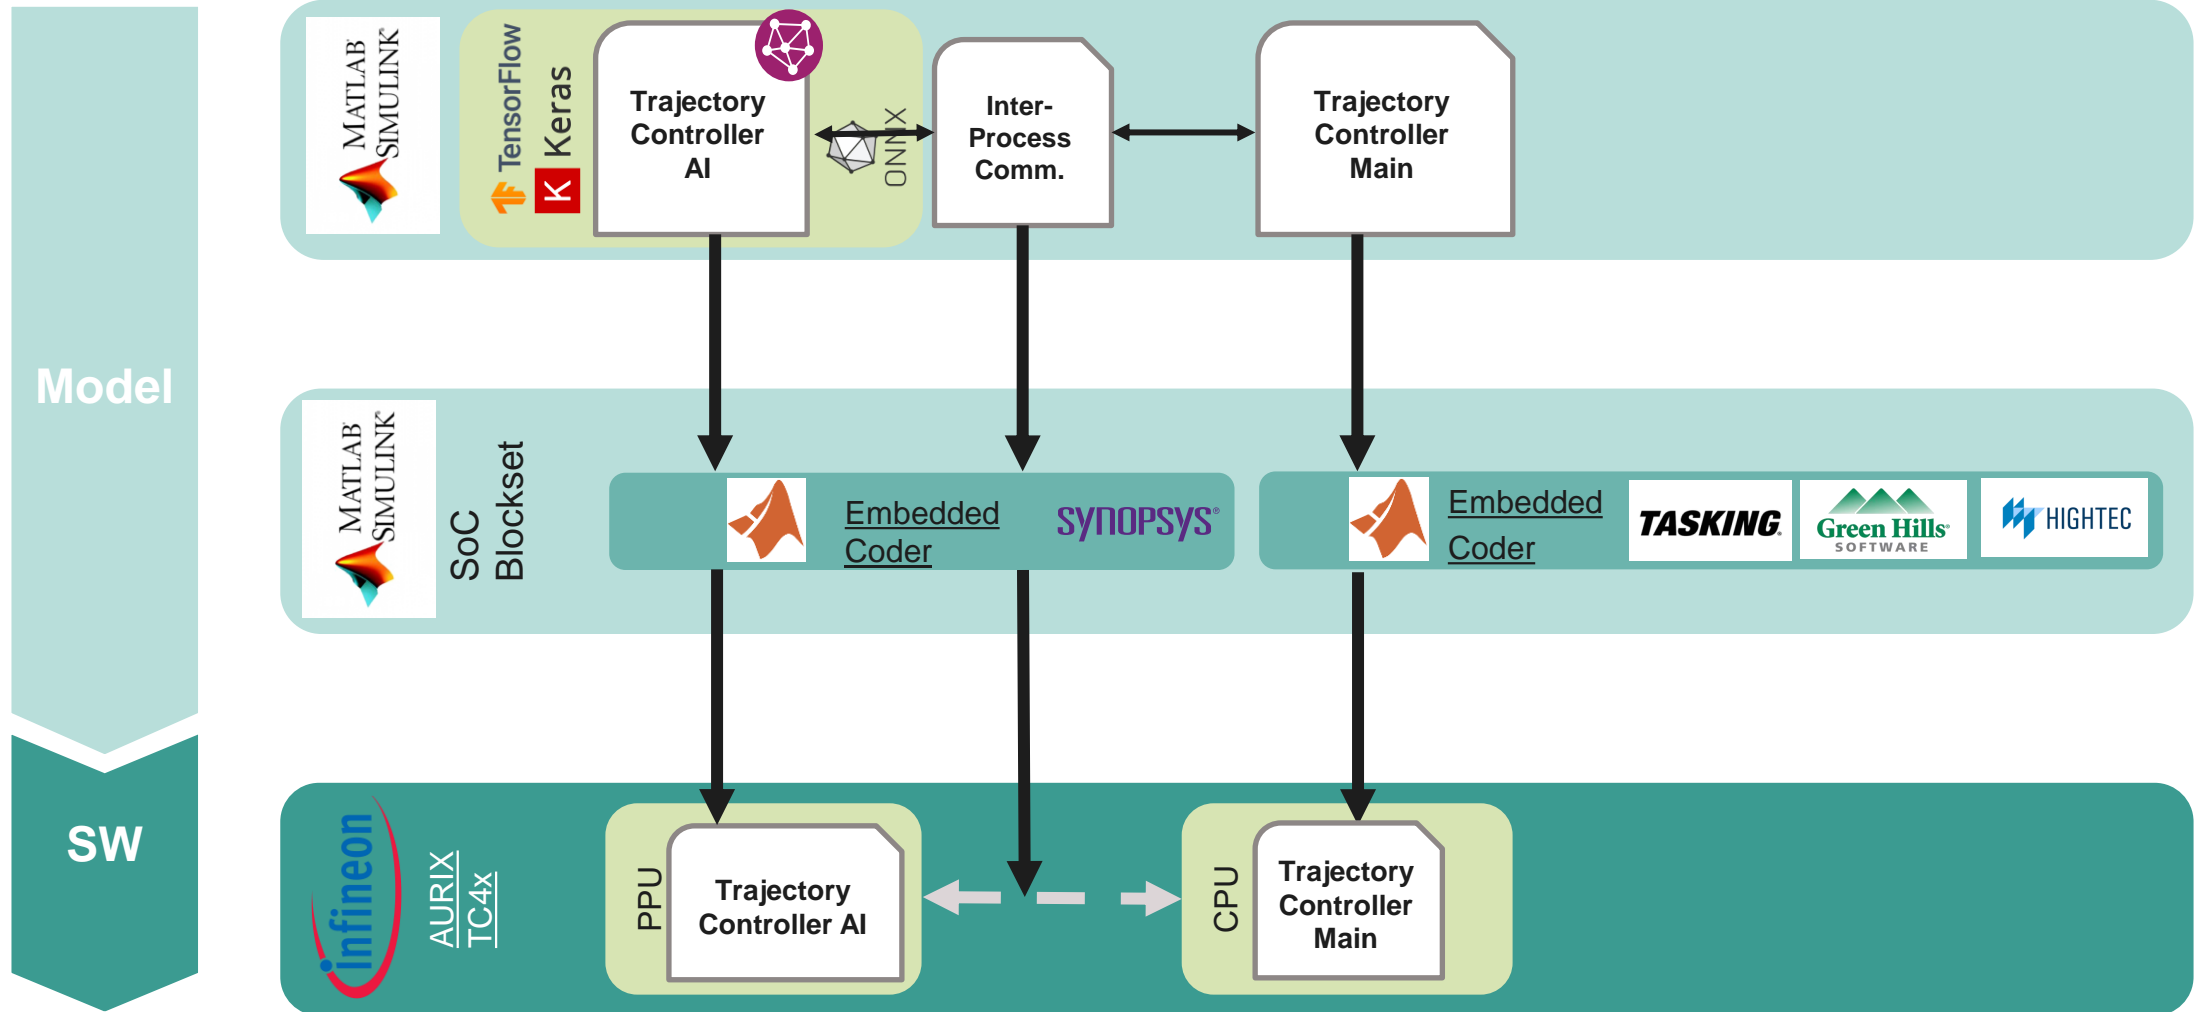 Model
SW
MATLAB
SIMULINK®
TensorFlow
K Keras
Trajectory
Controller
AI
ONNX
Inter-
Process
Comm.
Trajectory
Controller
Main
MATLAB
SIMULINK®
SoC
Blockset
Embedded
Coder
SYNOPSYS®
Embedded
Coder
TASKING.
Green Hills®
SOFTWARE
HIGHTEC
infineon
AURIX
TC4x
PPU
Trajectory
Controller AI
CPU
Trajectory
Controller
Main